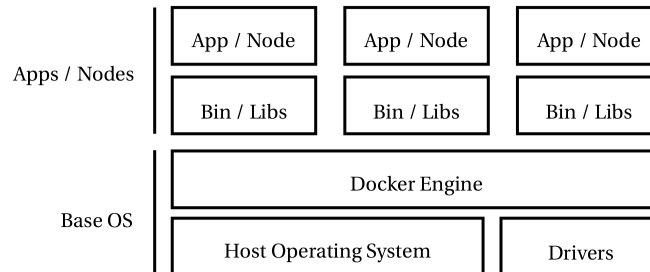 App / Node App / Node App / Node
Apps / Nodes
Bin / Libs Bin / Libs Bin / Libs
Docker Engine
Base OS
Host Operating System Drivers